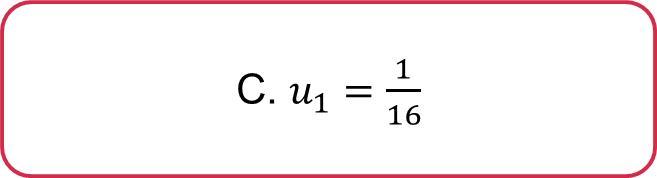 C. u₁ = 1/16